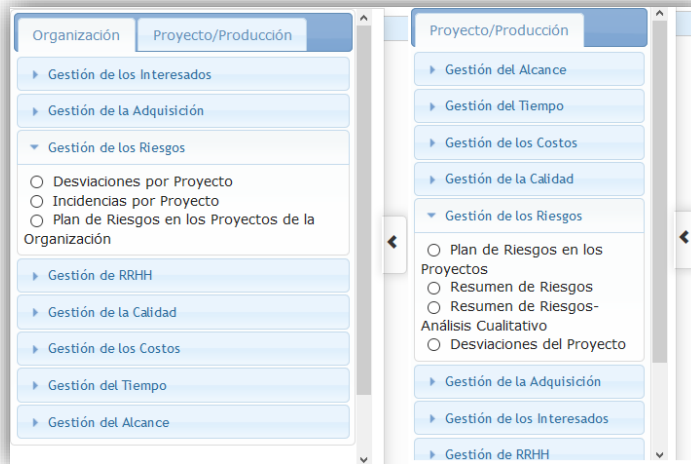 Organización
Proyecto/Producción
Gestión de los Interesados
Gestión de la Adquisición
Gestión de los Riesgos
Desviaciones por Proyecto
Incidencias por Proyecto
Plan de Riesgos en los Proyectos de la
Organización
Gestión de RRHH
Gestión de la Calidad
Gestión de los Costos
Gestión del Tiempo
Gestión del Alcance
Proyecto/Producción
Gestión del Alcance
Gestión del Tiempo
Gestión de los Costos
Gestión de la Calidad
Gestión de los Riesgos
Plan de Riesgos en los
Proyectos
Resumen de Riesgos
Resumen de Riesgos-
Análisis Cualitativo
Desviaciones del Proyecto
Gestión de la Adquisición
Gestión de los Interesados
Gestión de RRHH